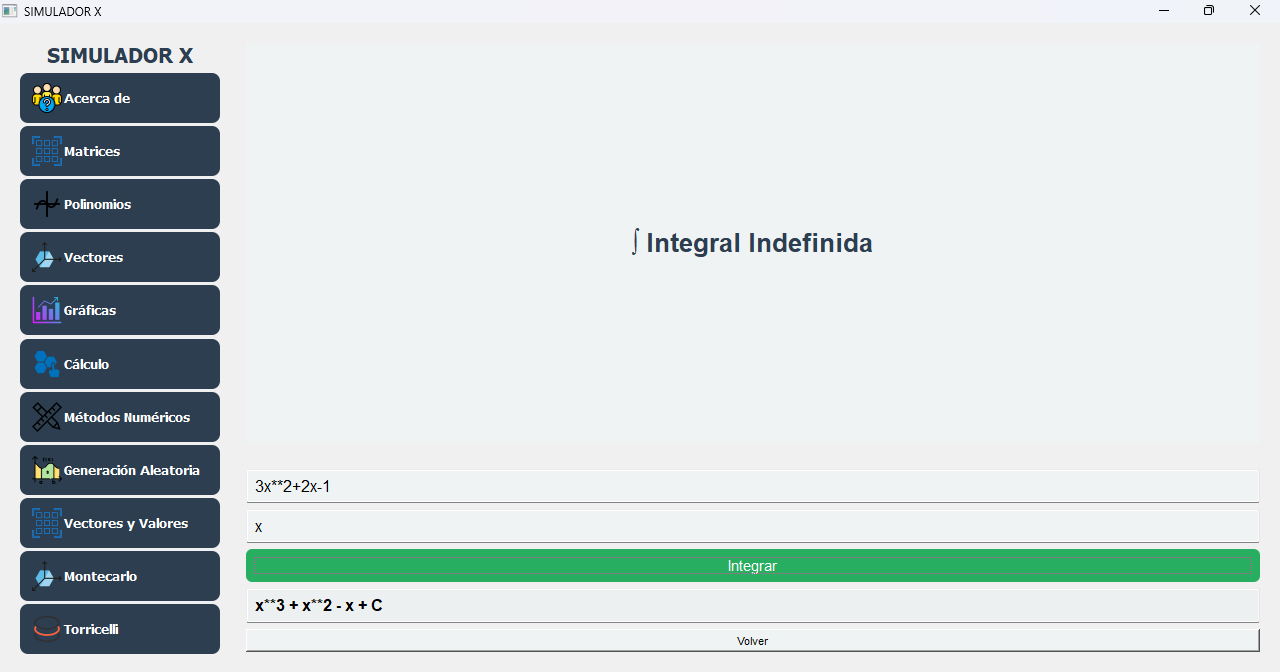 SIMULADOR X
SIMULADOR X
Acerca de
Matrices
Polinomios
Vectores
Gráficas
Cálculo
Métodos Numéricos
Generación Aleatoria
Vectores y Valores
Montecarlo
Torricelli
∫ Integral Indefinida
3x**2+2x-1
x
Integrar
x**3 + x**2 - x + C
Volver